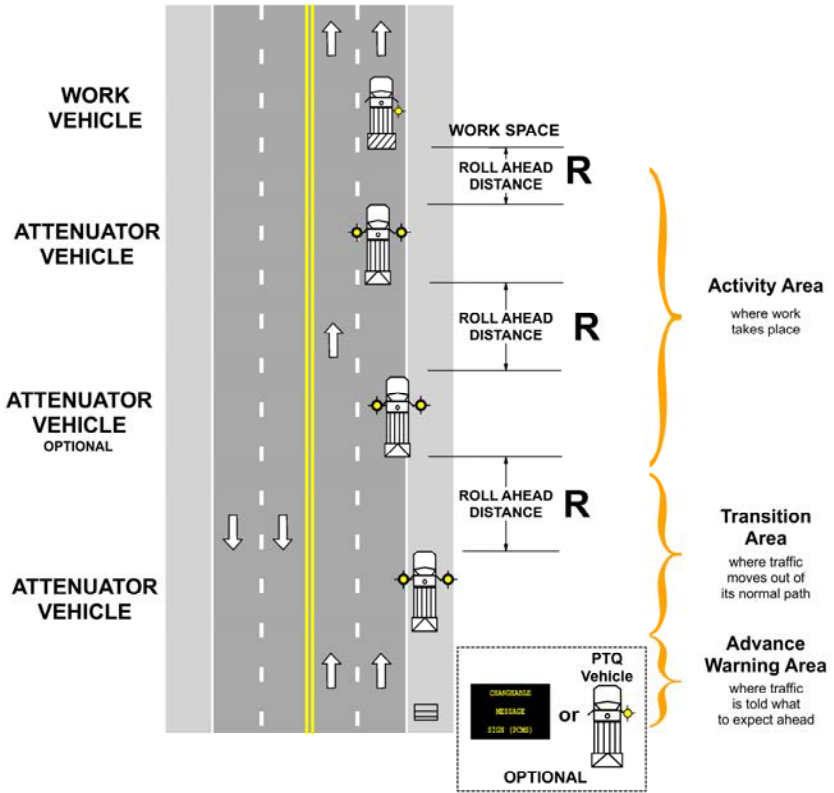 WORK
VEHICLE
WORK SPACE
ROLL AHEAD
DISTANCE
R
ATTENUATOR
VEHICLE
Activity Area
where work
takes place
ROLL AHEAD
DISTANCE
R
ATTENUATOR
VEHICLE
OPTIONAL
ROLL AHEAD
DISTANCE
R
Transition
Area
where traffic
moves out of
its normal path
ATTENUATOR
VEHICLE
Advance
Warning Area
where traffic
is told what
to expect ahead
PTQ
Vehicle
CHANGEABLE
MESSAGE
SIGN (PCMS)
or
OPTIONAL